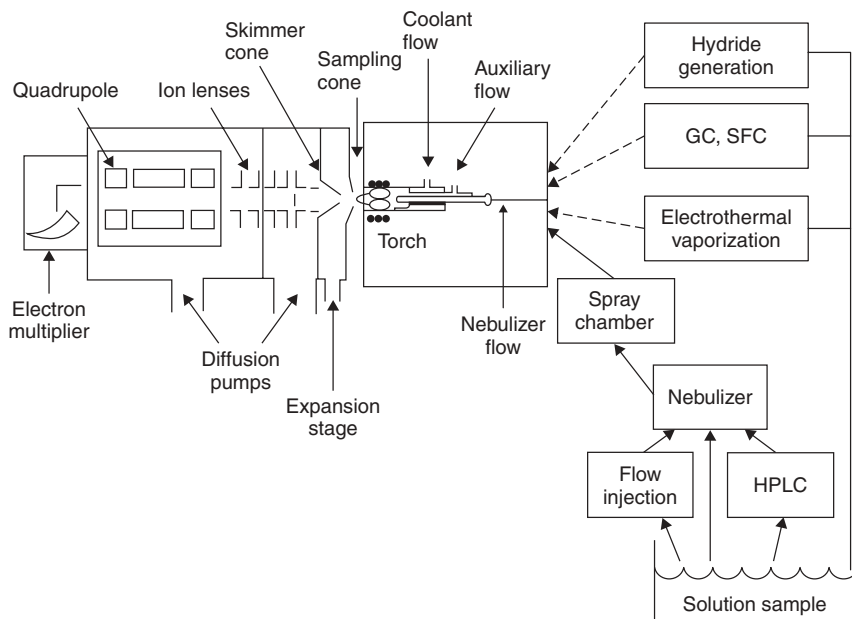 Skimmer
cone
Coolant
flow
Sampling
cone
Auxiliary
flow
Quadrupole
Ion lenses
Hydride
generation
GC, SFC
Electrothermal
vaporization
Torch
Electron
multiplier
Diffusion
pumps
Expansion
stage
Nebulizer
flow
Spray
chamber
Nebulizer
Flow
injection
HPLC
Solution sample